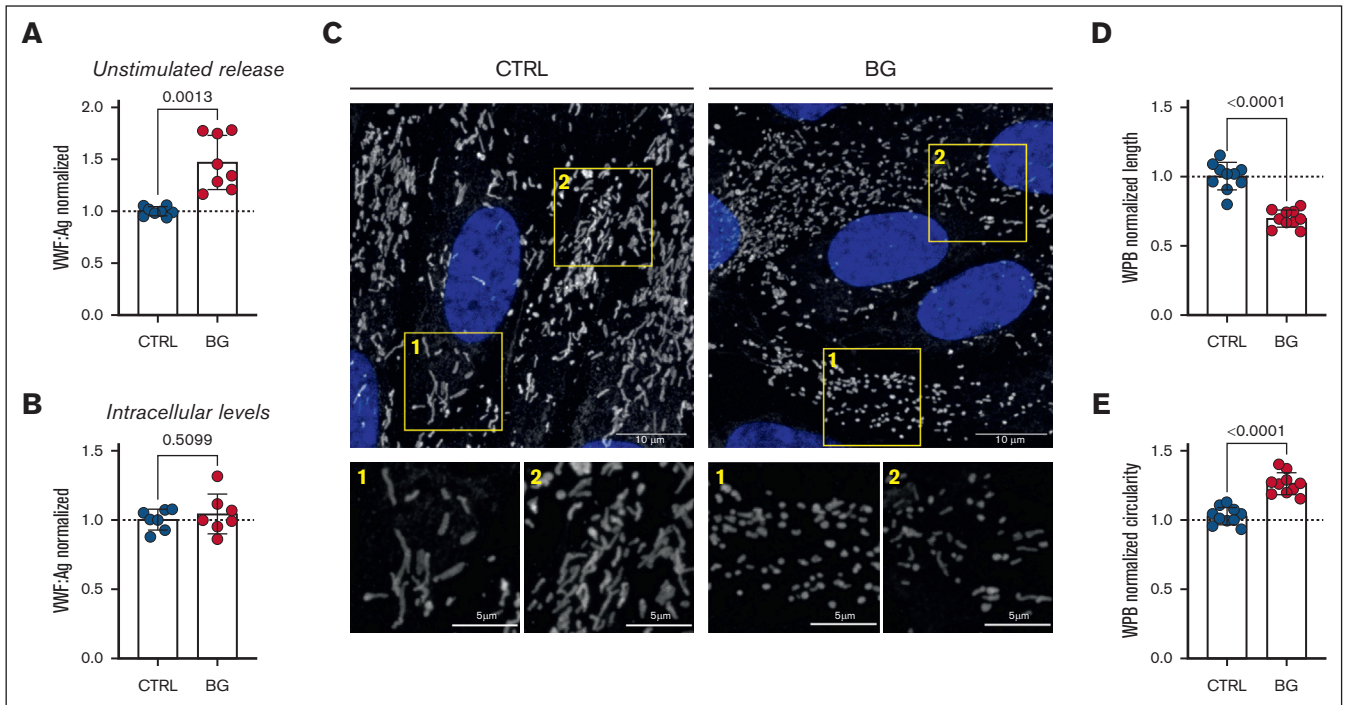 A
Unstimulated release
0.0013
VWF:Ag normalized
2.0
1.5
1.0
0.5
0.0
CTRL
BG
B
Intracellular levels
0.5099
VWF:Ag normalized
1.5
1.0
0.5
0.0
CTRL
BG
C
CTRL
BG
2
1
10 µm
2
1
10 µm
1
5µm
2
5µm
1
5µm
2
5µm
D
<0.0001
WPB normalized length
1.5
1.0
0.5
0.0
CTRL
BG
E
<0.0001
WPB normalized circularity
1.5
1.0
0.5
0.0
CTRL
BG